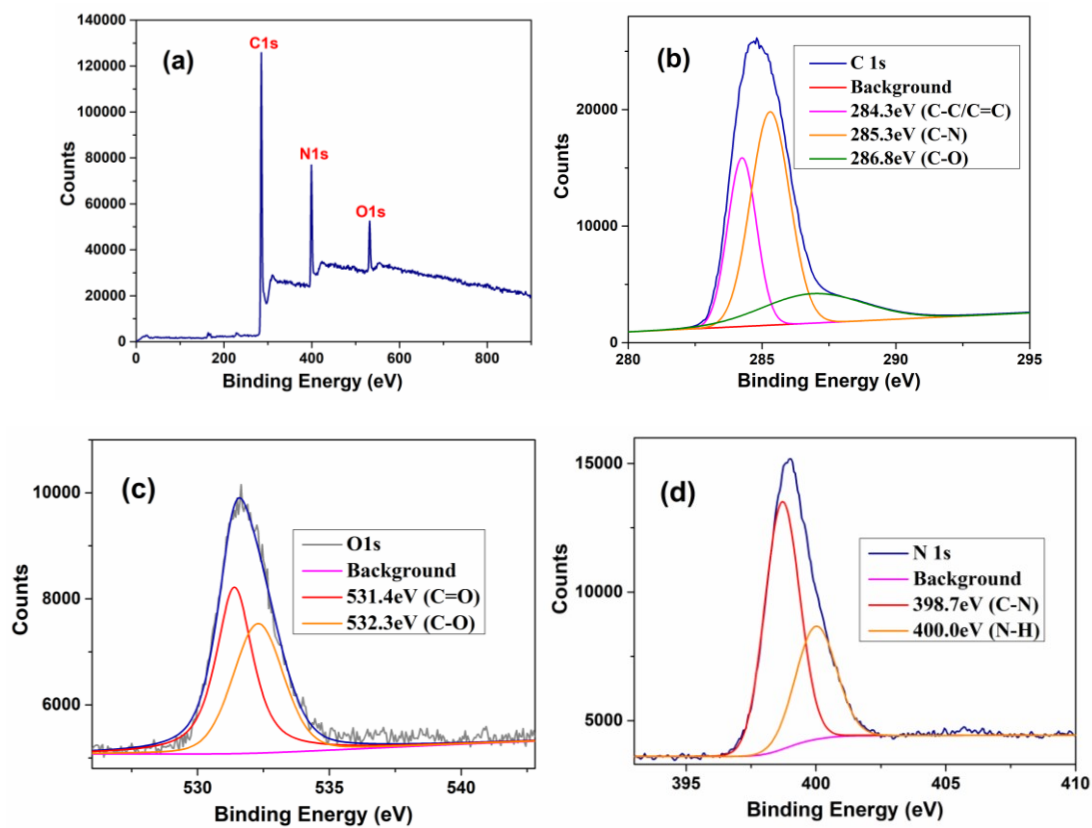 (a)
C1s
N1s
O1s
140000
120000
100000
80000
60000
40000
20000
0
Counts
0 200 400 600 800
Binding Energy (eV)
(b)
C 1s
Background
284.3eV (C-C/C=C)
285.3eV (C-N)
286.8eV (C-O)
20000
10000
0
Counts
280 285 290 295
Binding Energy (eV)
(c)
O1s
Background
531.4eV (C=O)
532.3eV (C-O)
10000
8000
6000
Counts
530 535 540
Binding Energy (eV)
(d)
N 1s
Background
398.7eV (C-N)
400.0eV (N-H)
15000
10000
5000
Counts
395 400 405 410
Binding Energy (eV)